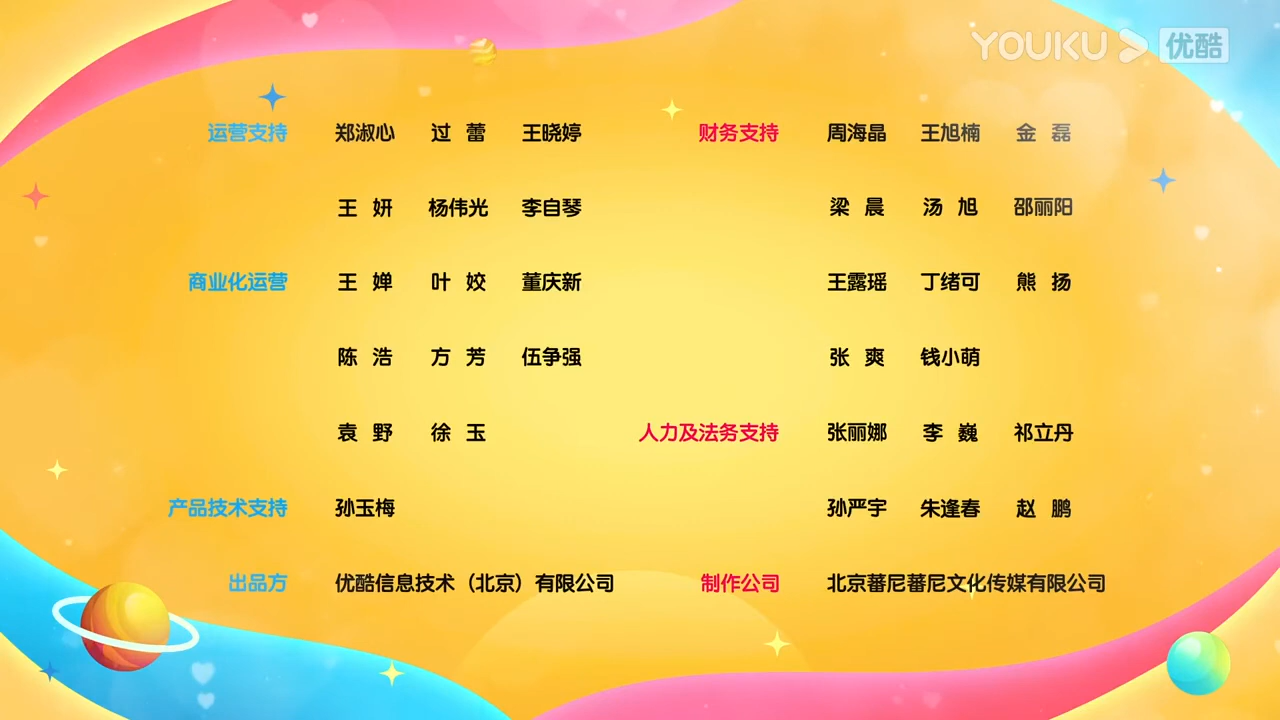 YOUKU 优酷
运营支持 郑淑心 过 蕾 王晓婷 财务支持 周海晶 王旭楠 金 磊
王 妍 杨伟光 李自琴 梁 晨 汤 旭 邵丽阳
商业化运营 王 婵 叶 姣 董庆新 王露瑶 丁绪可 熊 扬
陈 浩 方 芳 伍争强 张 爽 钱小萌
袁 野 徐 玉 人力及法务支持 张丽娜 李 巍 祁立丹
产品技术支持 孙玉梅 孙严宇 朱逢春 赵 鹏
出品方 优酷信息技术（北京）有限公司 制作公司 北京蕃尼蕃尼文化传媒有限公司